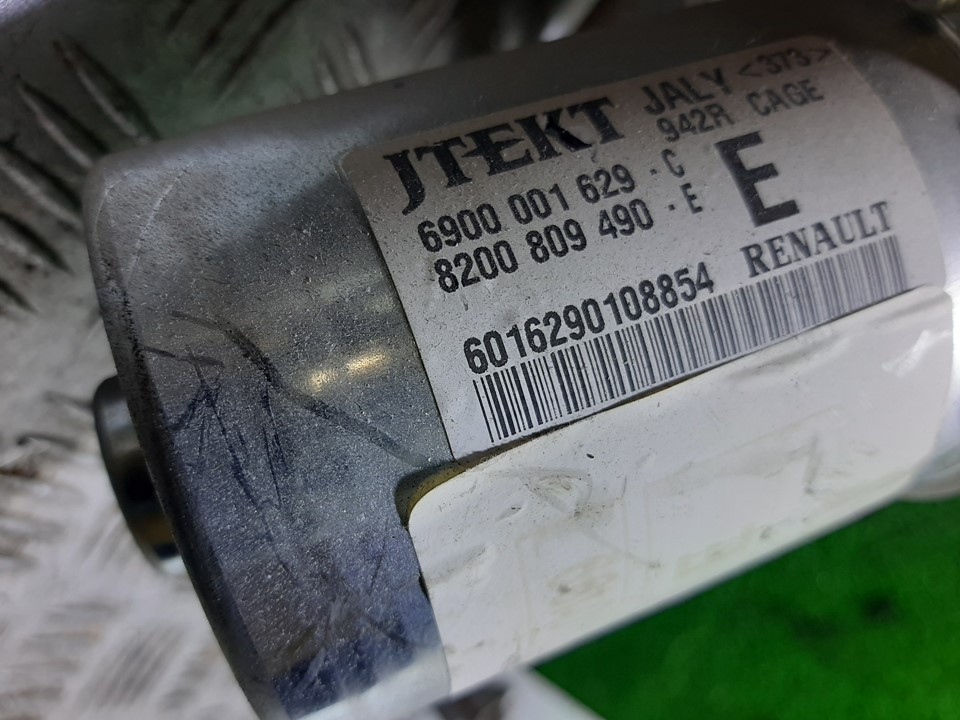 JTEKT JALY <373>
942R CAGE
6900 001 629 - C
8200 809 490 - E
E
RENAULT
6016290108854